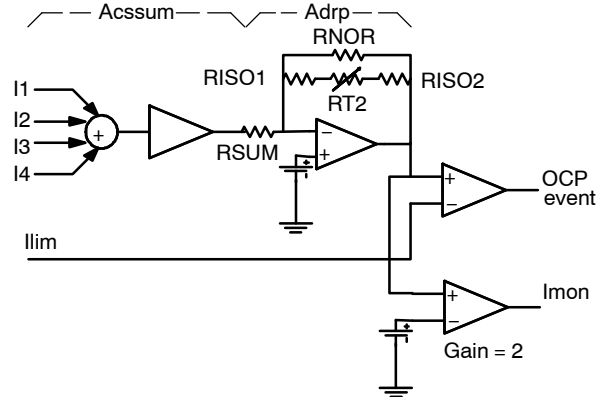 Acssum
Adrp
RNOR
RISO1
RISO2
RT2
I1
I2
I3
I4
+
RSUM
−
+
+
+
−
OCP
event
Ilim
+
−
+
Imon
Gain = 2